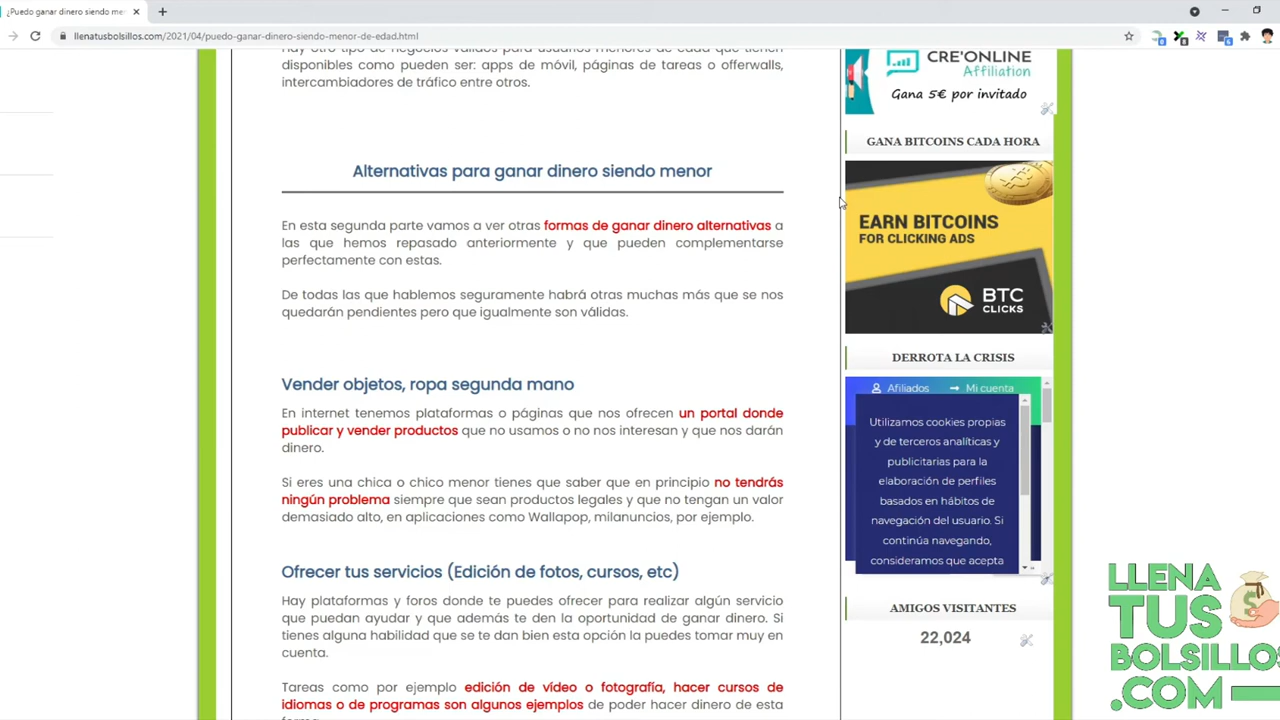 ¿Puedo ganar dinero siendo me
llenatusbolsillos.com/2021/04/puedo-ganar-dinero-siendo-menor-de-edad.html
Hay otro tipo de negocios válidos para usuarios menores de edad que tienen
disponibles como pueden ser: apps de móvil, páginas de tareas o offerwalls,
intercambiadores de tráfico entre otros.
Alternativas para ganar dinero siendo menor
En esta segunda parte vamos a ver otras formas de ganar dinero alternativas a
las que hemos repasado anteriormente y que pueden complementarse
perfectamente con estas.
De todas las que hablemos seguramente habrá otras muchas más que se nos
quedarán pendientes pero que igualmente son válidas.
Vender objetos, ropa segunda mano
En internet tenemos plataformas o páginas que nos ofrecen un portal donde
publicar y vender productos que no usamos o no nos interesan y que nos darán
dinero.
Si eres una chica o chico menor tienes que saber que en principio no tendrás
ningún problema siempre que sean productos legales y que no tengan un valor
demasiado alto, en aplicaciones como Wallapop, milanuncios, por ejemplo.
Ofrecer tus servicios (Edición de fotos, cursos, etc)
Hay plataformas y foros donde te puedes ofrecer para realizar algún servicio
que puedan ayudar y que además te den la oportunidad de ganar dinero. Si
tienes alguna habilidad que se te dan bien esta opción la puedes tomar muy en
cuenta.
Tareas como por ejemplo edición de vídeo o fotografía, hacer cursos de
idiomas o de programas son algunos ejemplos de poder hacer dinero de esta
CRE'ONLINE
Affiliation
Gana 5€ por invitado
GANA BITCOINS CADA HORA
EARN BITCOINS
FOR CLICKING ADS
BTC
CLICKS
DERROTA LA CRISIS
Afiliados
Mi cuenta
Utilizamos cookies propias
y de terceros analíticas y
publicitarias para la
elaboración de perfiles
basados en hábitos de
navegación del usuario. Si
continúa navegando,
consideramos que acepta
AMIGOS VISITANTES
22,024
LLENA
TUS
BOLSILLOS
.COM